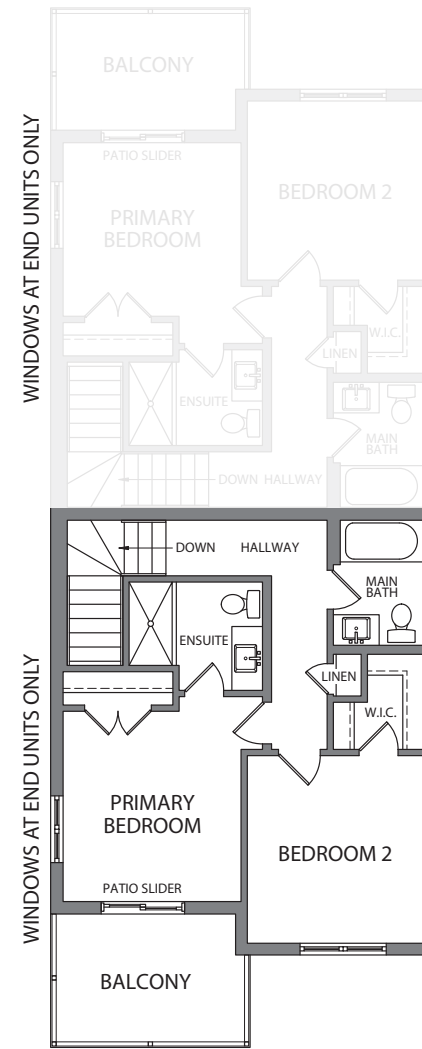 BALCONY
WINDOWS AT END UNITS ONLY
PATIO SLIDER
PRIMARY
BEDROOM
BEDROOM 2
W.I.C.
LINEN
ENSUITE
MAIN
BATH
DOWN HALLWAY
DOWN HALLWAY
MAIN
BATH
ENSUITE
LINEN
W.I.C.
WINDOWS AT END UNITS ONLY
PRIMARY
BEDROOM
BEDROOM 2
PATIO SLIDER
BALCONY